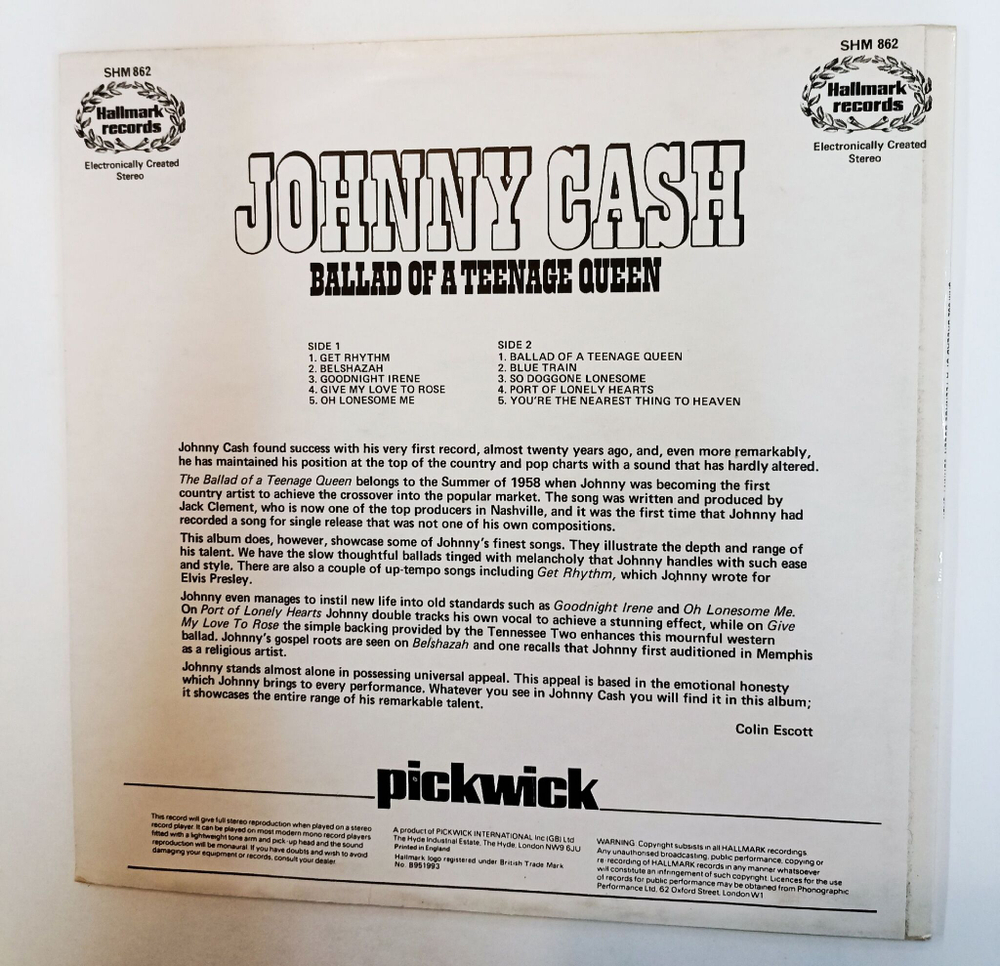 SHM 862
Hallmark
records
Electronically Created
Stereo
SHM 862
Hallmark
records
Electronically Created
Stereo
JOHNNY CASH
BALLAD OF A TEENAGE QUEEN
SIDE 1
1. GET RHYTHM
2. BELSHAZAH
3. GOODNIGHT IRENE
4. GIVE MY LOVE TO ROSE
5. OH LONESOME ME
SIDE 2
1. BALLAD OF A TEENAGE QUEEN
2. BLUE TRAIN
3. SO DOGGONE LONESOME
4. PORT OF LONELY HEARTS
5. YOU'RE THE NEAREST THING TO HEAVEN
Johnny Cash found success with his very first record, almost twenty years ago, and, even more remarkably,
he has maintained his position at the top of the country and pop charts with a sound that has hardly altered.
The Ballad of a Teenage Queen belongs to the Summer of 1958 when Johnny was becoming the first
country artist to achieve the crossover into the popular market. The song was written and produced by
Jack Clement, who is now one of the top producers in Nashville, and it was the first time that Johnny had
recorded a song for single release that was not one of his own compositions.
This album does, however, showcase some of Johnny's finest songs. They illustrate the depth and range of
his talent. We have the slow thoughtful ballads tinged with melancholy that Johnny handles with such ease
and style. There are also a couple of up-tempo songs including Get Rhythm, which Johnny wrote for
Elvis Presley.
Johnny even manages to instil new life into old standards such as Goodnight Irene and Oh Lonesome Me.
On Port of Lonely Hearts Johnny double tracks his own vocal to achieve a stunning effect, while on Give
My Love To Rose the simple backing provided by the Tennessee Two enhances this mournful western
ballad. Johnny's gospel roots are seen on Belshazah and one recalls that Johnny first auditioned in Memphis
as a religious artist.
Johnny stands almost alone in possessing universal appeal. This appeal is based in the emotional honesty
which Johnny brings to every performance. Whatever you see in Johnny Cash you will find it in this album;
it showcases the entire range of his remarkable talent.
Colin Escott
pickwick
This record will give full stereo reproduction when played on a stereo
record player. It can be played on most modern mono record players
fitted with a lightweight tone arm and pick-up head and the sound
reproduction will be monaural. If you have doubts and wish to avoid
damaging your equipment or records, consult your dealer.
A product of PICKWICK INTERNATIONAL Inc (GB) Ltd
The Hyde Industrial Estate, The Hyde, London NW9 6JU
Printed in England
Hallmark logo registered under British Trade Mark
No. B951993
WARNING. Copyright subsists in all HALLMARK recordings.
Any unauthorised broadcasting, public performance, copying or
re-recording of HALLMARK records in any manner whatsoever
will constitute an infringement of such copyright. Licences for the use
of records for public performance may be obtained from Phonographic
Performance Ltd, 62 Oxford Street, London W1